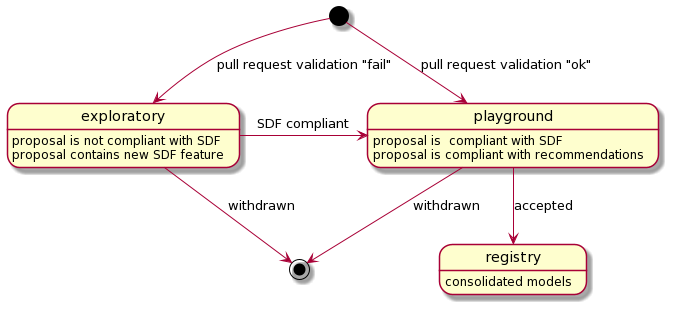 pull request validation "fail"
pull request validation "ok"
exploratory
proposal is not compliant with SDF
proposal contains new SDF feature
SDF compliant
playground
proposal is  compliant with SDF
proposal is compliant with recommendations
withdrawn
withdrawn
accepted
registry
consolidated models